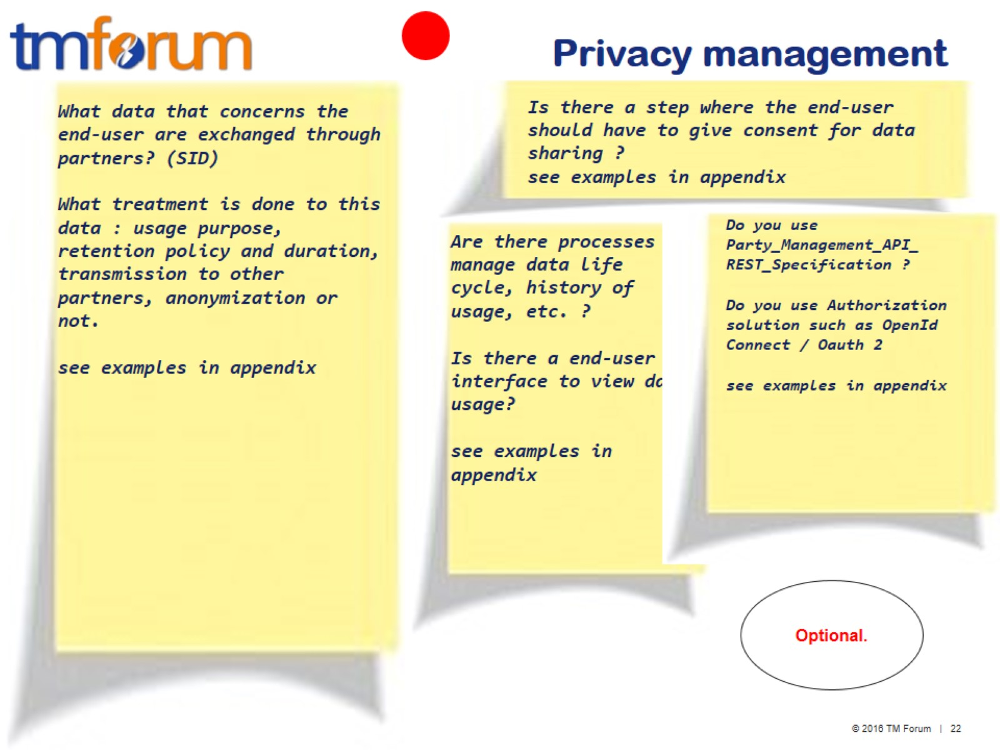 tmforum
Privacy management
What data that concerns the
end-user are exchanged through
partners? (SID)
What treatment is done to this
data : usage purpose,
retention policy and duration,
transmission to other
partners, anonymization or
not.
see examples in appendix
Is there a step where the end-user
should have to give consent for data
sharing ?
see examples in appendix
Are there processes
manage data life
cycle, history of
usage, etc. ?
Is there a end-user
interface to view
usage?
see examples in
appendix
Do you use
Party_Management_API_
REST_Specification ?
Do you use Authorization
solution such as OpenId
Connect / Oauth 2
see examples in appendix
Optional.
© 2016 TM Forum | 22